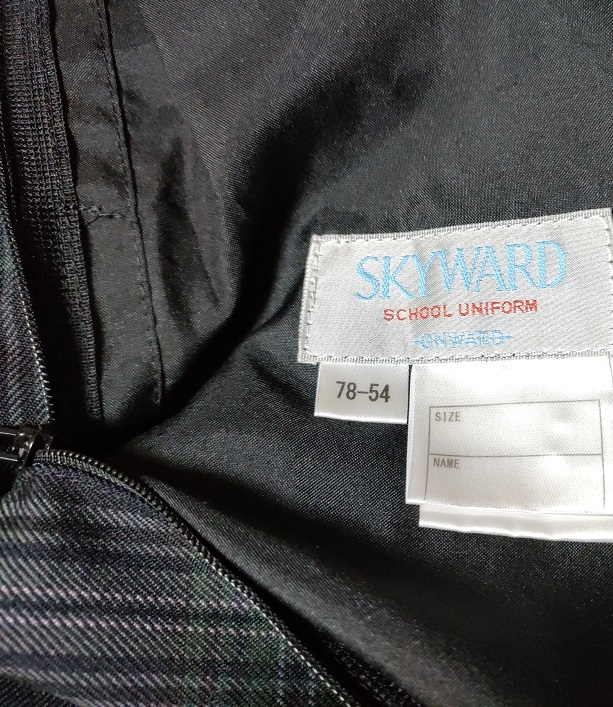 SKYWARD
SCHOOL UNIFORM
-ONWARD-
78-54
SIZE
NAME